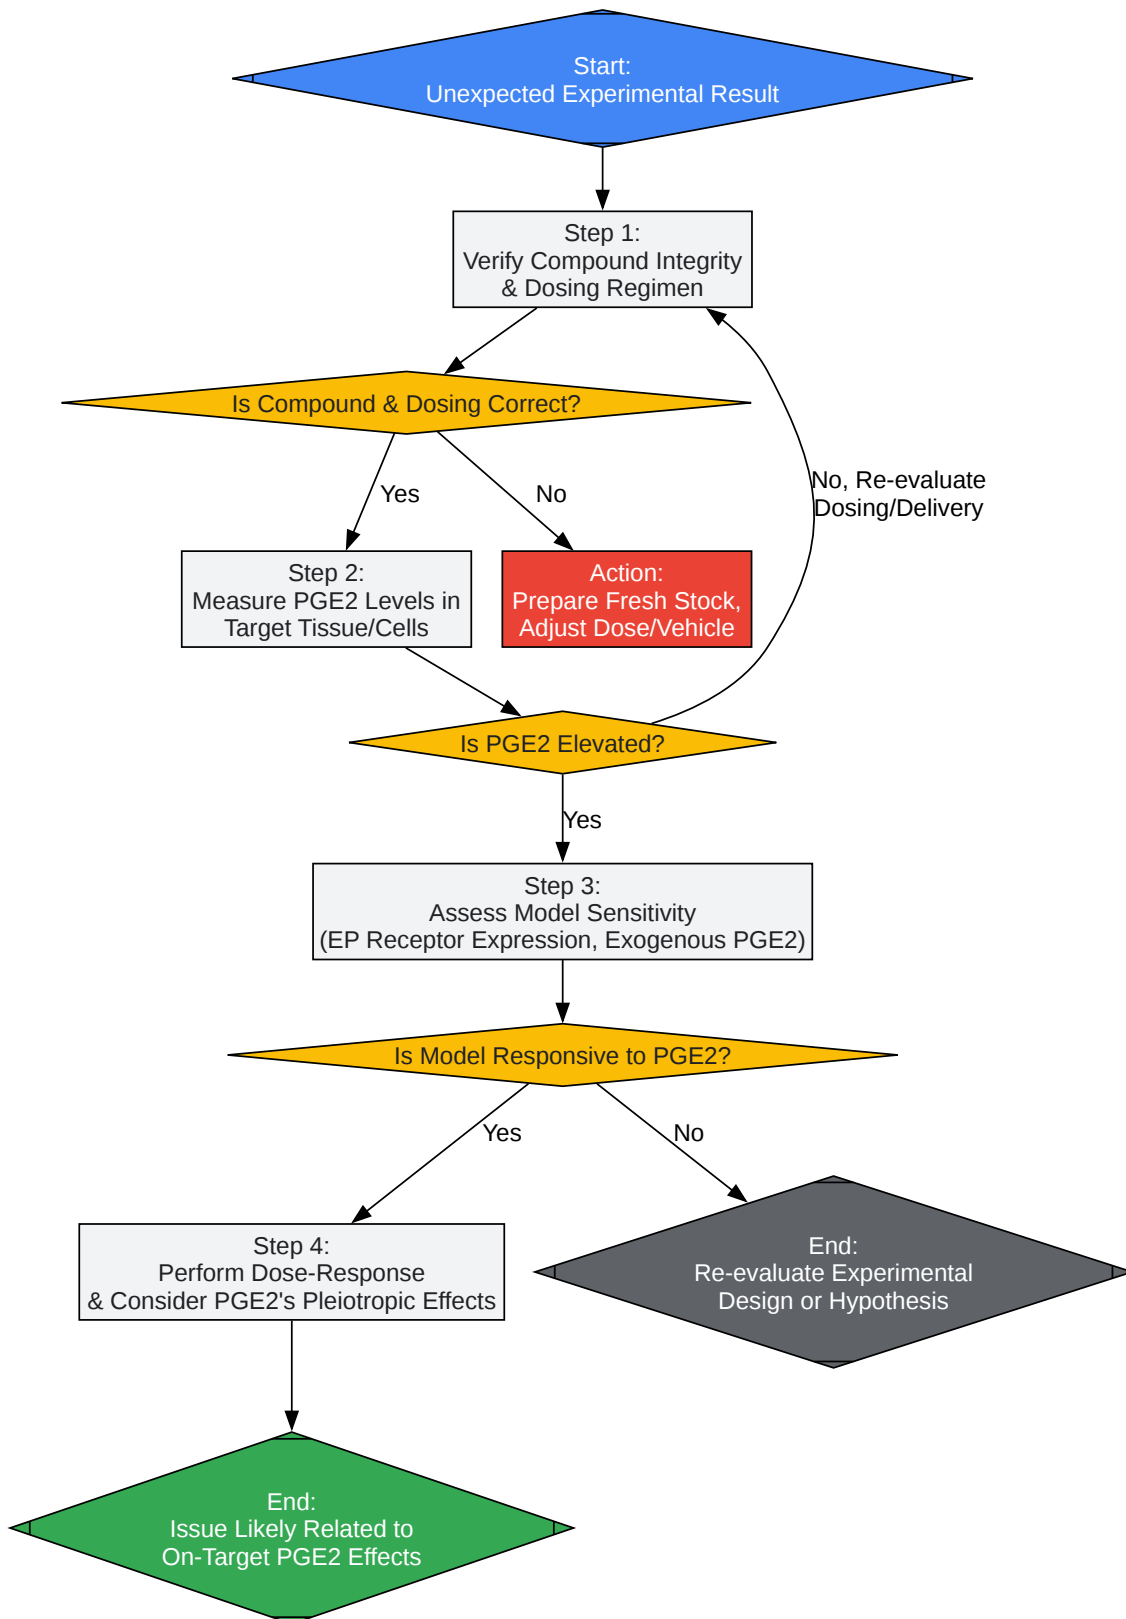 Start:
Unexpected Experimental Result
Step 1:
Verify Compound Integrity
& Dosing Regimen
Is Compound & Dosing Correct?
Yes
No
No, Re-evaluate
Dosing/Delivery
Step 2:
Measure PGE2 Levels in
Target Tissue/Cells
Action:
Prepare Fresh Stock,
Adjust Dose/Vehicle
Is PGE2 Elevated?
Yes
Step 3:
Assess Model Sensitivity
(EP Receptor Expression, Exogenous PGE2)
Is Model Responsive to PGE2?
Yes
No
Step 4:
Perform Dose-Response
& Consider PGE2's Pleiotropic Effects
End:
Re-evaluate Experimental
Design or Hypothesis
End:
Issue Likely Related to
On-Target PGE2 Effects